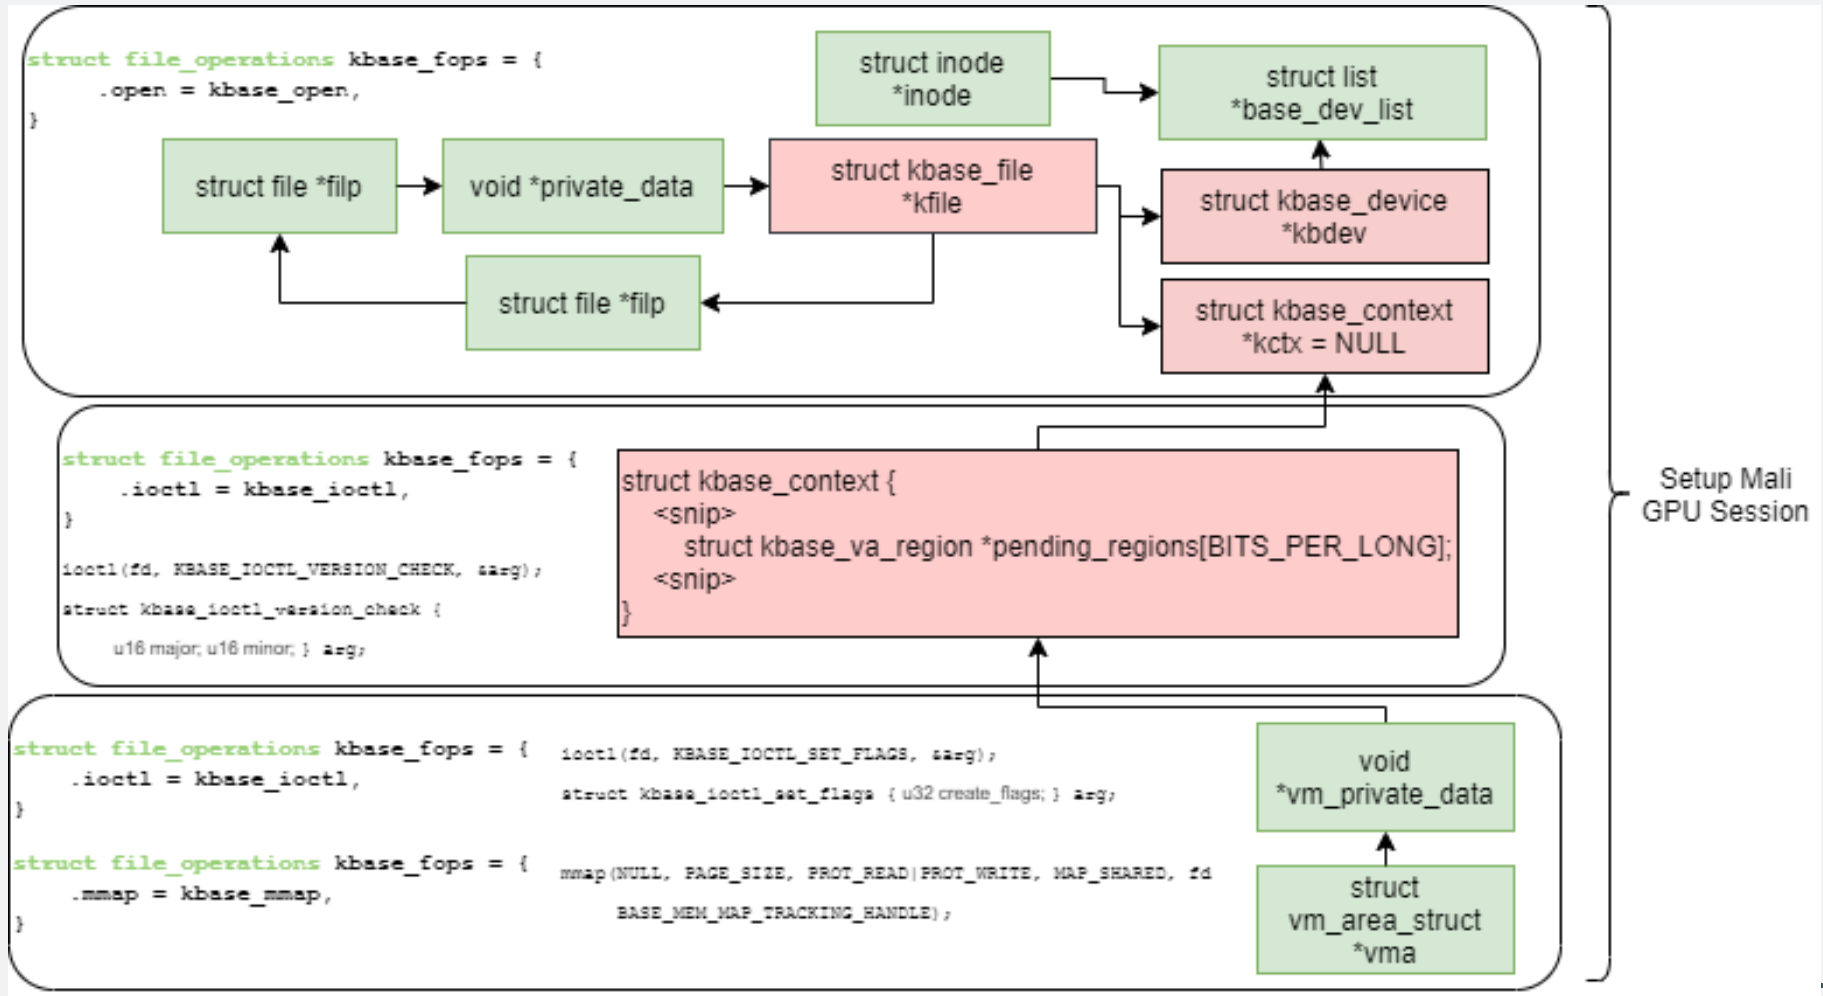 struct file_operations kbase_fops = {
.open = kbase_open,
}
struct inode
*inode
struct list
*base_dev_list
struct file *filp
void *private_data
struct kbase_file
*kfile
struct kbase_device
*kbdev
struct file *filp
struct kbase_context
*kctx = NULL
struct file_operations kbase_fops = {
.ioctl = kbase_ioctl,
}
ioctl(fd, KBASE_IOCTL_VERSION_CHECK, &arg);
struct kbase_ioctl_version_check {
u16 major; u16 minor; } arg;
struct kbase_context {
<snip>
struct kbase_va_region *pending_regions[BITS_PER_LONG];
<snip>
}
Setup Mali
GPU Session
struct file_operations kbase_fops = {
.ioctl = kbase_ioctl,
}
ioctl(fd, KBASE_IOCTL_SET_FLAGS, &arg);
struct kbase_ioctl_set_flags { u32 create_flags; } arg;
struct file_operations kbase_fops = {
.mmap = kbase_mmap,
}
mmap(NULL, PAGE_SIZE, PROT_READ|PROT_WRITE, MAP_SHARED, fd
BASE_MEM_MAP_TRACKING_HANDLE);
void
*vm_private_data
struct
vm_area_struct
*vma